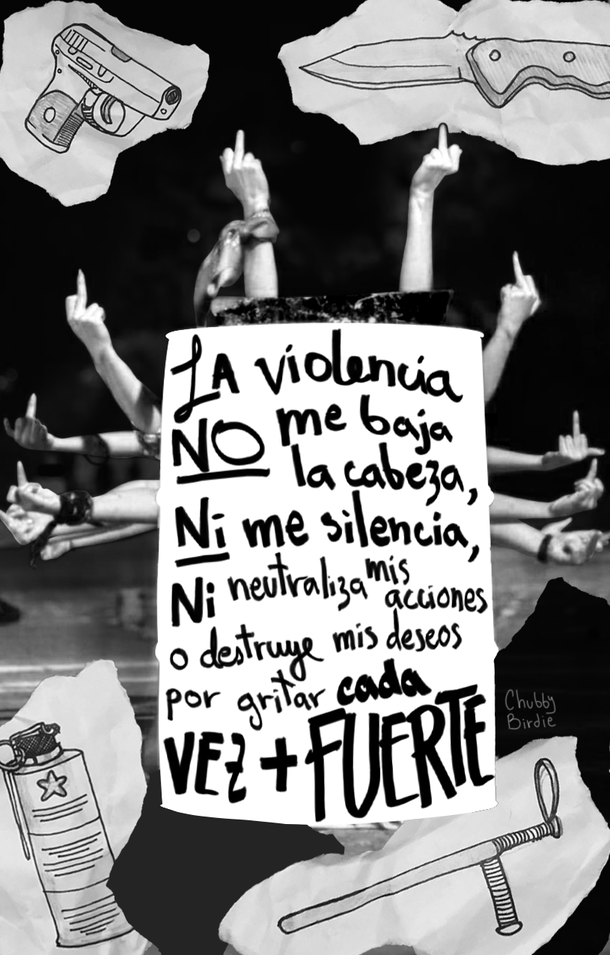 LA violencia
NO me baja
la cabeza,
Ni me silencia,
Ni neutraliza mis
acciones
o destruye mis deseos
por gritar cada
VEZ + FUERTE
Chubby
Birdie